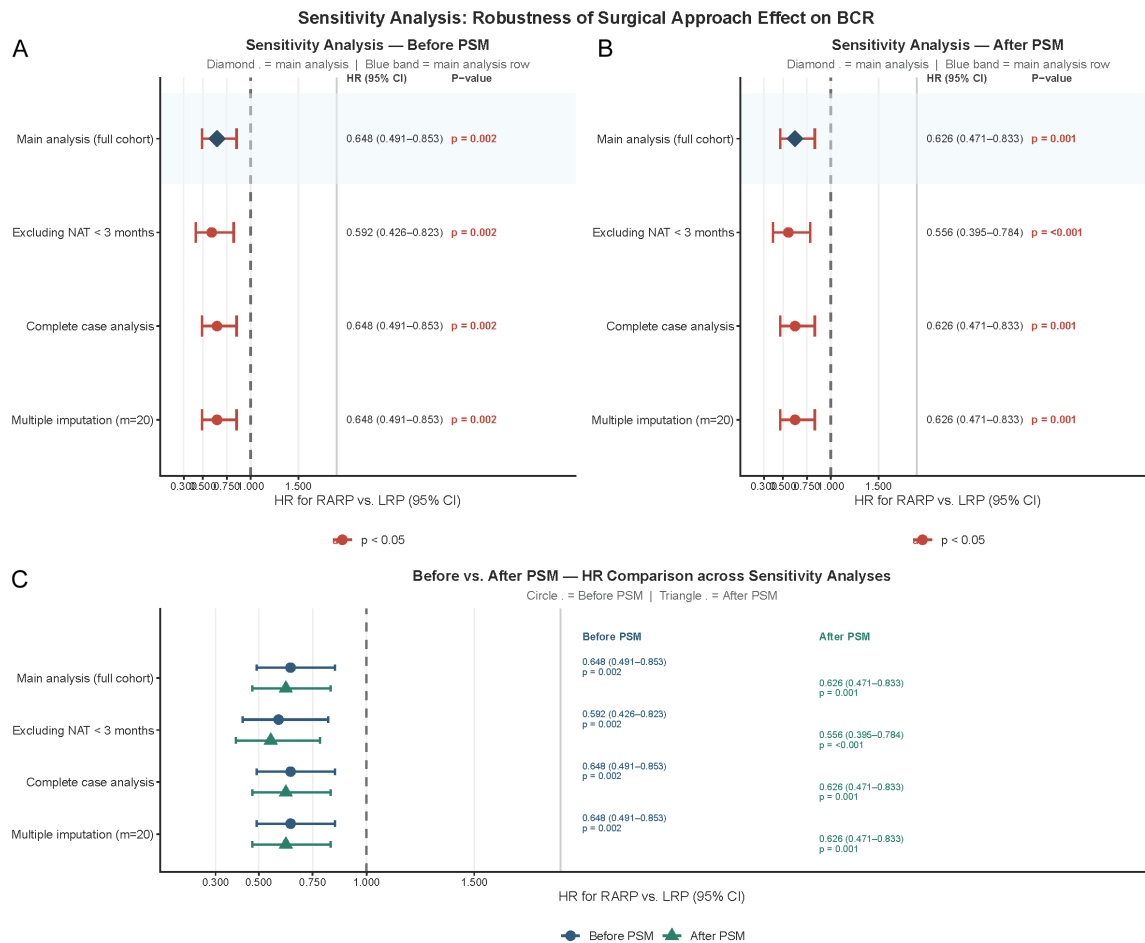 Sensitivity Analysis: Robustness of Surgical Approach Effect on BCR
A
Sensitivity Analysis — Before PSM
Diamond . = main analysis | Blue band = main analysis row
HR (95% CI) P−value
Main analysis (full cohort) 0.648 (0.491–0.853) p = 0.002
Excluding NAT < 3 months 0.592 (0.426–0.823) p = 0.002
Complete case analysis 0.648 (0.491–0.853) p = 0.002
Multiple imputation (m=20) 0.648 (0.491–0.853) p = 0.002
0.300 0.500 0.750 1.000 1.500
HR for RARP vs. LRP (95% CI)
p < 0.05
B
Sensitivity Analysis — After PSM
Diamond . = main analysis | Blue band = main analysis row
HR (95% CI) P−value
Main analysis (full cohort) 0.626 (0.471–0.833) p = 0.001
Excluding NAT < 3 months 0.556 (0.395–0.784) p = <0.001
Complete case analysis 0.626 (0.471–0.833) p = 0.001
Multiple imputation (m=20) 0.626 (0.471–0.833) p = 0.001
0.300 0.500 0.750 1.000 1.500
HR for RARP vs. LRP (95% CI)
p < 0.05
C
Before vs. After PSM — HR Comparison across Sensitivity Analyses
Circle . = Before PSM | Triangle . = After PSM
Before PSM After PSM
Main analysis (full cohort)
0.648 (0.491–0.853)
p = 0.002
0.626 (0.471–0.833)
p = 0.001
Excluding NAT < 3 months
0.592 (0.426–0.823)
p = 0.002
0.556 (0.395–0.784)
p = <0.001
Complete case analysis
0.648 (0.491–0.853)
p = 0.002
0.626 (0.471–0.833)
p = 0.001
Multiple imputation (m=20)
0.648 (0.491–0.853)
p = 0.002
0.626 (0.471–0.833)
p = 0.001
0.300 0.500 0.750 1.000 1.500
HR for RARP vs. LRP (95% CI)
Before PSM After PSM